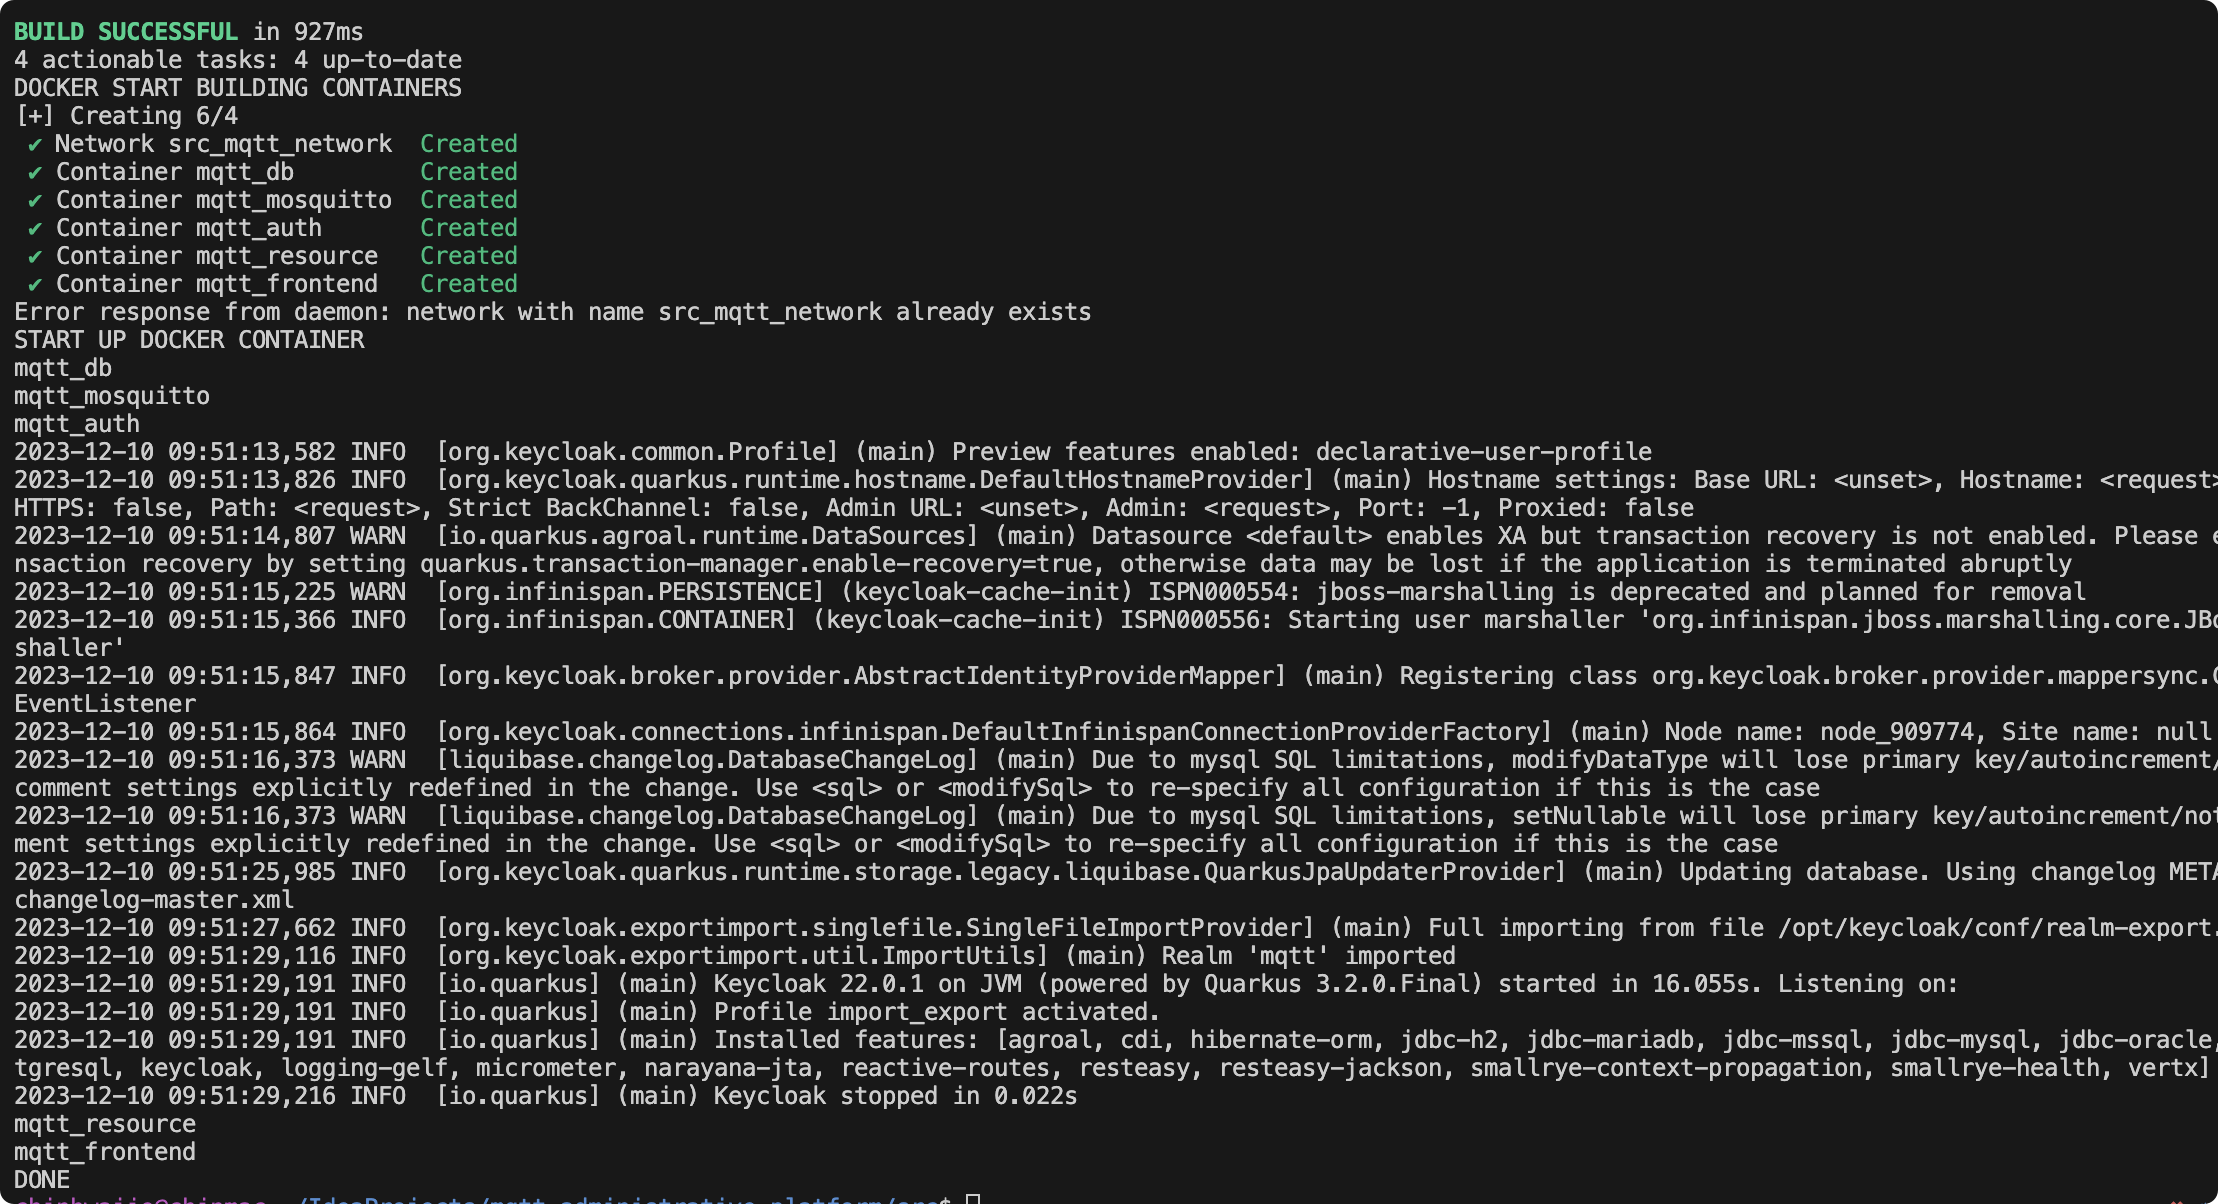 BUILD SUCCESSFUL in 927ms
4 actionable tasks: 4 up-to-date
DOCKER START BUILDING CONTAINERS
[+] Creating 6/4
✔ Network src_mqtt_network Created
✔ Container mqtt_db Created
✔ Container mqtt_mosquitto Created
✔ Container mqtt_auth Created
✔ Container mqtt_resource Created
✔ Container mqtt_frontend Created
Error response from daemon: network with name src_mqtt_network already exists
START UP DOCKER CONTAINER
mqtt_db
mqtt_mosquitto
mqtt_auth
2023-12-10 09:51:13,582 INFO [org.keycloak.common.Profile] (main) Preview features enabled: declarative-user-profile
2023-12-10 09:51:13,826 INFO [org.keycloak.quarkus.runtime.hostname.DefaultHostnameProvider] (main) Hostname settings: Base URL: <unset>, Hostname: <request>
HTTPS: false, Path: <request>, Strict BackChannel: false, Admin URL: <unset>, Admin: <request>, Port: -1, Proxied: false
2023-12-10 09:51:14,807 WARN [io.quarkus.agroal.runtime.DataSources] (main) Datasource <default> enables XA but transaction recovery is not enabled. Please e
nsaction recovery by setting quarkus.transaction-manager.enable-recovery=true, otherwise data may be lost if the application is terminated abruptly
2023-12-10 09:51:15,225 WARN [org.infinispan.PERSISTENCE] (keycloak-cache-init) ISPN000554: jboss-marshalling is deprecated and planned for removal
2023-12-10 09:51:15,366 INFO [org.infinispan.CONTAINER] (keycloak-cache-init) ISPN000556: Starting user marshaller 'org.infinispan.jboss.marshalling.core.JBo
shaller'
2023-12-10 09:51:15,847 INFO [org.keycloak.broker.provider.AbstractIdentityProviderMapper] (main) Registering class org.keycloak.broker.provider.mappersync.C
EventListener
2023-12-10 09:51:15,864 INFO [org.keycloak.connections.infinispan.DefaultInfinispanConnectionProviderFactory] (main) Node name: node_909774, Site name: null
2023-12-10 09:51:16,373 WARN [liquibase.changelog.DatabaseChangeLog] (main) Due to mysql SQL limitations, modifyDataType will lose primary key/autoincrement/
comment settings explicitly redefined in the change. Use <sql> or <modifySql> to re-specify all configuration if this is the case
2023-12-10 09:51:16,373 WARN [liquibase.changelog.DatabaseChangeLog] (main) Due to mysql SQL limitations, setNullable will lose primary key/autoincrement/not
ment settings explicitly redefined in the change. Use <sql> or <modifySql> to re-specify all configuration if this is the case
2023-12-10 09:51:25,985 INFO [org.keycloak.quarkus.runtime.storage.legacy.liquibase.QuarkusJpaUpdaterProvider] (main) Updating database. Using changelog META
changelog-master.xml
2023-12-10 09:51:27,662 INFO [org.keycloak.exportimport.singlefile.SingleFileImportProvider] (main) Full importing from file /opt/keycloak/conf/realm-export.
2023-12-10 09:51:29,116 INFO [org.keycloak.exportimport.util.ImportUtils] (main) Realm 'mqtt' imported
2023-12-10 09:51:29,191 INFO [io.quarkus] (main) Keycloak 22.0.1 on JVM (powered by Quarkus 3.2.0.Final) started in 16.055s. Listening on:
2023-12-10 09:51:29,191 INFO [io.quarkus] (main) Profile import_export activated.
2023-12-10 09:51:29,191 INFO [io.quarkus] (main) Installed features: [agroal, cdi, hibernate-orm, jdbc-h2, jdbc-mariadb, jdbc-mssql, jdbc-mysql, jdbc-oracle,
tgresql, keycloak, logging-gelf, micrometer, narayana-jta, reactive-routes, resteasy, resteasy-jackson, smallrye-context-propagation, smallrye-health, vertx]
2023-12-10 09:51:29,216 INFO [io.quarkus] (main) Keycloak stopped in 0.022s
mqtt_resource
mqtt_frontend
DONE